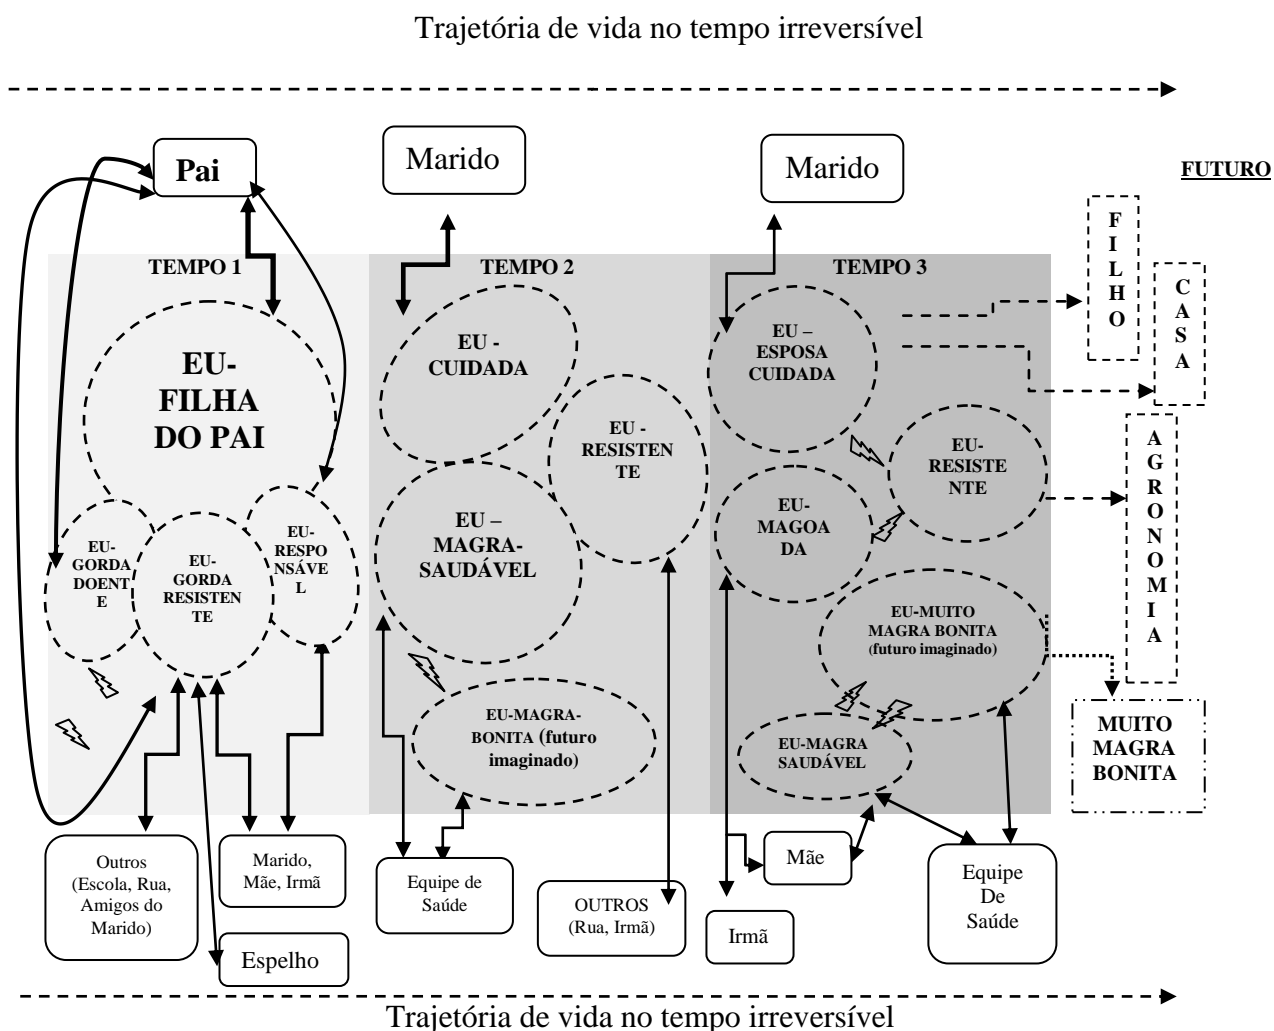 Trajetória de vida no tempo irreversível
Pai
Marido
Marido
FUTURO
TEMPO 1
TEMPO 2
TEMPO 3
EU-
FILHA
DO PAI
EU-
GORDA
DOENT
E
EU-
GORDA
RESISTEN
TE
EU-
RESPO
NSÁVE
L
EU -
CUIDADA
EU -
RESISTEN
TE
EU –
MAGRA-
SAUDÁVEL
EU-MAGRA-
BONITA (futuro
imaginado)
EU –
ESPOSA
CUIDADA
EU-
RESISTE
NTE
EU-
MAGOA
DA
EU-MUITO
MAGRA BONITA
(futuro imaginado)
EU-MAGRA
SAUDÁVEL
F
I
L
H
O
C
A
S
A
A
G
R
O
N
O
M
I
A
MUITO
MAGRA
BONITA
Outros
(Escola, Rua,
Amigos do
Marido)
Marido,
Mãe, Irmã
Espelho
Equipe de
Saúde
OUTROS
(Rua, Irmã)
Mãe
Irmã
Equipe
De
Saúde
Trajetória de vida no tempo irreversível